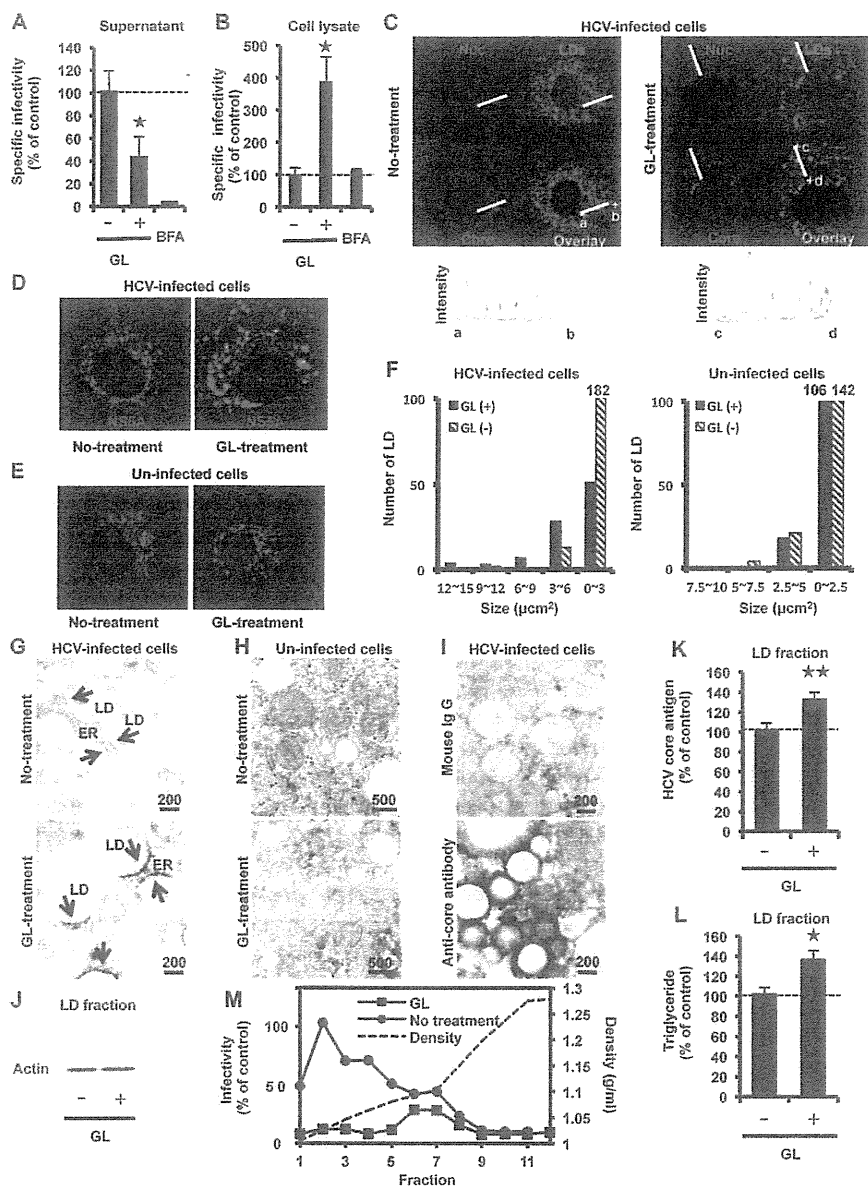 A Supernatant
Specific infectivity
(% of control)
140
120
100
80
60
40
20
0
- + BFA
GL
B Cell lysate
Specific infectivity
(% of control)
500
400
300
200
100
0
- + BFA
GL
C HCV-infected cells
No-treatment
Nuc
a
b
Overlay
GL-treatment
Nuc
c
d
Overlay
Intensity
a b
Intensity
c d
D HCV-infected cells
No-treatment GL-treatment
E Un-infected cells
No-treatment GL-treatment
F HCV-infected cells
182
GL (+)
GL (-)
Number of LD
100
50
0
12~15 9~12 6~9 3~6 0~3
Size (µcm²)
Un-infected cells
106 142
GL (+)
GL (-)
Number of LD
100
50
0
7.5~10 5~7.5 2.5~5 0~2.5
Size (µcm²)
G HCV-infected cells
No-treatment
LD
ER LD
200
GL-treatment
LD
ER
LD
200
H Un-infected cells
No-treatment
500
GL-treatment
500
I HCV-infected cells
Mouse Ig G
200
Anti-core antibody
200
J LD fraction
Actin
- +
GL
K LD fraction
HCV core antigen
(% of control)
160
140
120
100
80
60
40
20
0
- +
GL
L LD fraction
Triglyceride
(% of control)
160
140
120
100
80
60
40
20
0
- +
GL
M
GL
No treatment
Density
Infectivity
(% of control)
100
50
0
Density (g/ml)
1.3
1.25
1.2
1.15
1.1
1.05
1
1 3 5 7 9 11
Fraction